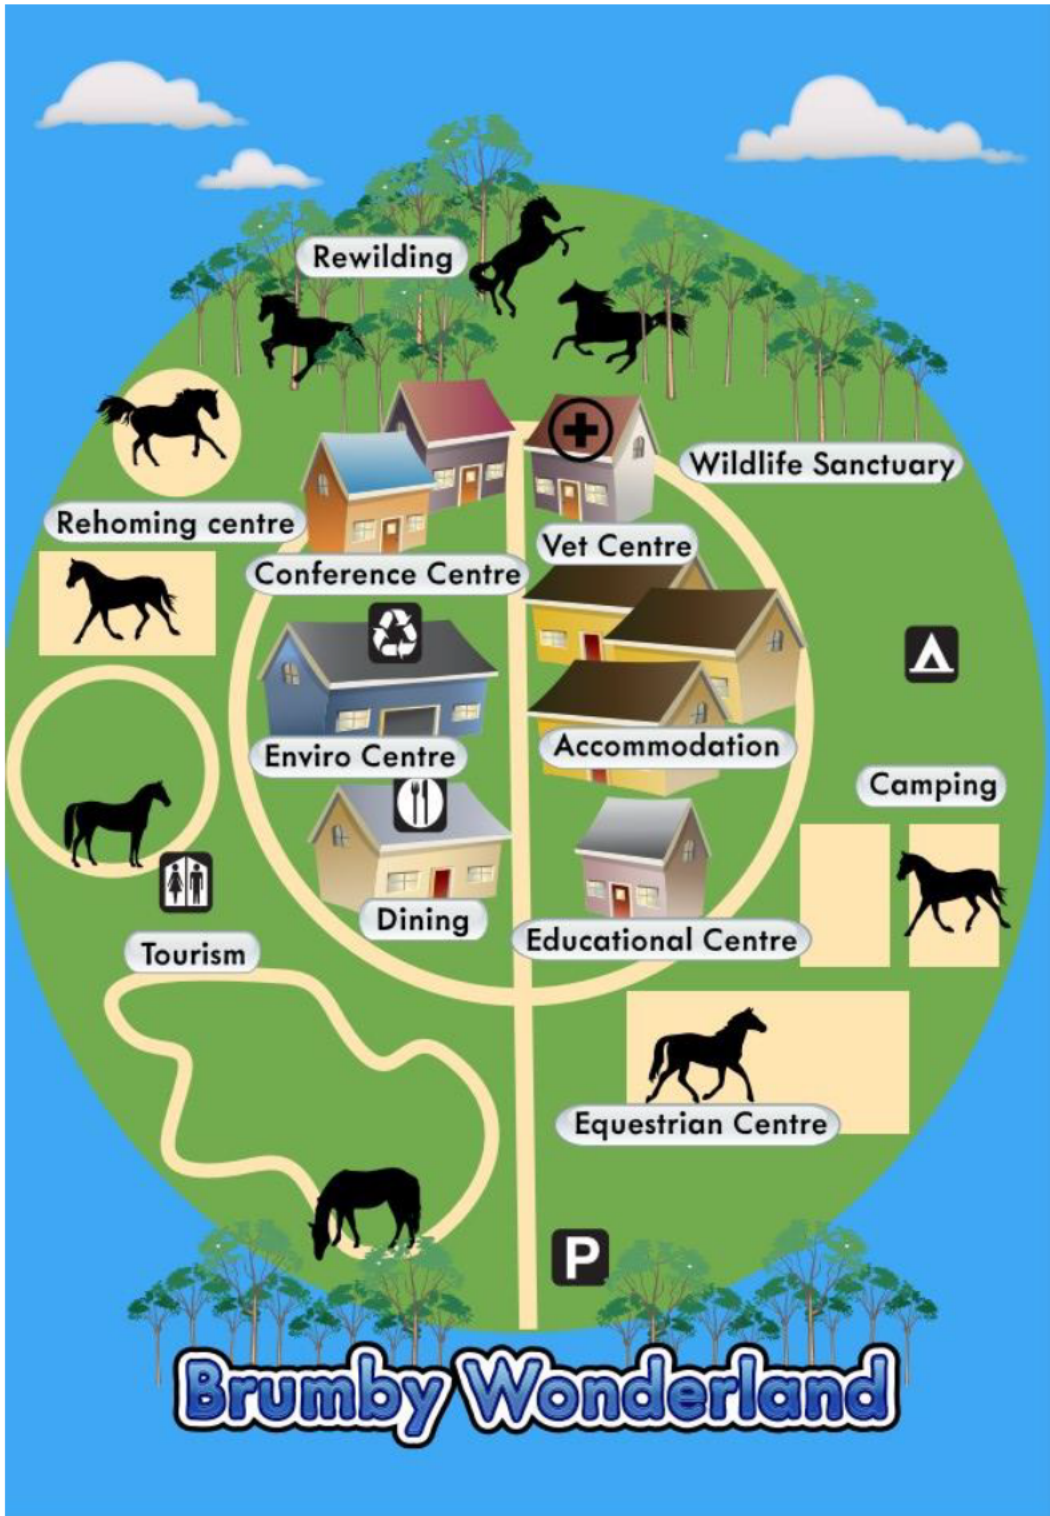 Rewilding
Wildlife Sanctuary
Rehoming centre
Vet Centre
Conference Centre
Enviro Centre
Accommodation
Camping
Dining
Educational Centre
Tourism
Equestrian Centre
P
Brumby Wonderland